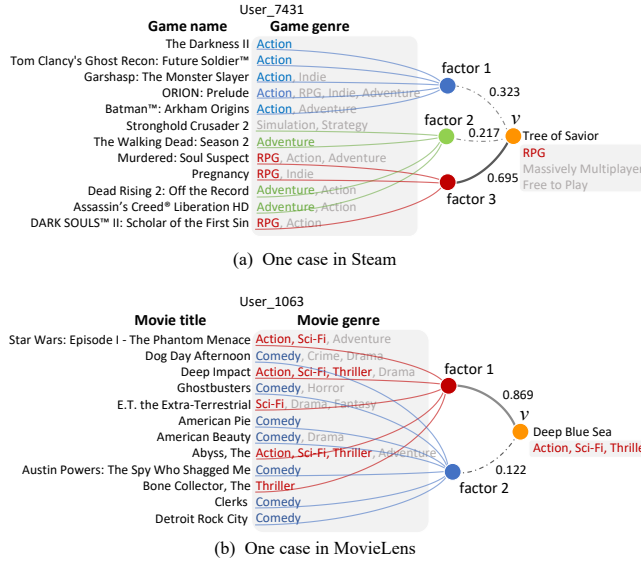 User_7431
Game name Game genre
The Darkness II Action
Tom Clancy's Ghost Recon: Future Soldier™ Action
Garshasp: The Monster Slayer Action, Indie
ORION: Prelude Action, RPG, Indie, Adventure
Batman™: Arkham Origins Action, Adventure
Stronghold Crusader 2 Simulation, Strategy
The Walking Dead: Season 2 Adventure
Murdered: Soul Suspect RPG, Action, Adventure
Pregnancy RPG, Indie
Dead Rising 2: Off the Record Adventure, Action
Assassin's Creed® Liberation HD Adventure, Action
DARK SOULS™ II: Scholar of the First Sin RPG, Action
factor 1
0.323
factor 2
0.217
v
Tree of Savior
RPG
Massively Multiplayer
Free to Play
0.695
factor 3
(a) One case in Steam
User_1063
Movie title Movie genre
Star Wars: Episode I - The Phantom Menace Action, Sci-Fi, Adventure
Dog Day Afternoon Comedy, Crime, Drama
Deep Impact Action, Sci-Fi, Thriller, Drama
Ghostbusters Comedy, Horror
E.T. the Extra-Terrestrial Sci-Fi, Drama, Fantasy
American Pie Comedy
American Beauty Comedy, Drama
Abyss, The Action, Sci-Fi, Thriller, Adventure
Austin Powers: The Spy Who Shagged Me Comedy
Bone Collector, The Thriller
Clerks Comedy
Detroit Rock City Comedy
factor 1
0.869
v
Deep Blue Sea
Action, Sci-Fi, Thrille
0.122
factor 2
(b) One case in MovieLens